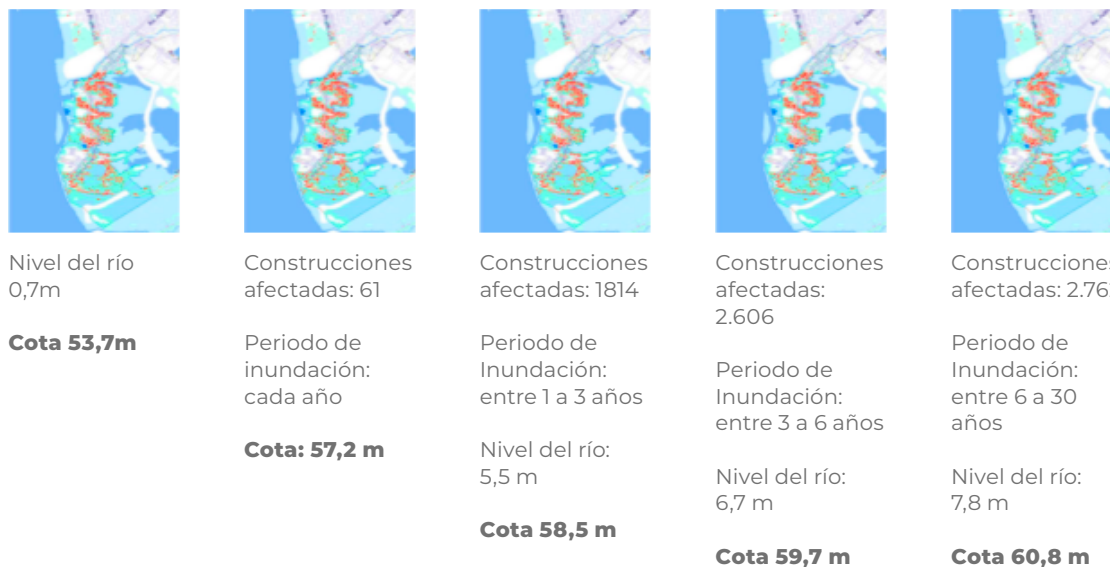 Nivel del río
0,7m
Cota 53,7m
Construcciones
afectadas: 61
Periodo de
inundación:
cada año
Cota: 57,2 m
Construcciones
afectadas: 1814
Periodo de
Inundación:
entre 1 a 3 años
Nivel del río:
5,5 m
Cota 58,5 m
Construcciones
afectadas:
2.606
Periodo de
Inundación:
entre 3 a 6 años
Nivel del río:
6,7 m
Cota 59,7 m
Construcciones
afectadas:
Periodo de
Inundación:
entre 6 a 30
años
Nivel del río:
7,8 m
Cota 60,8 m